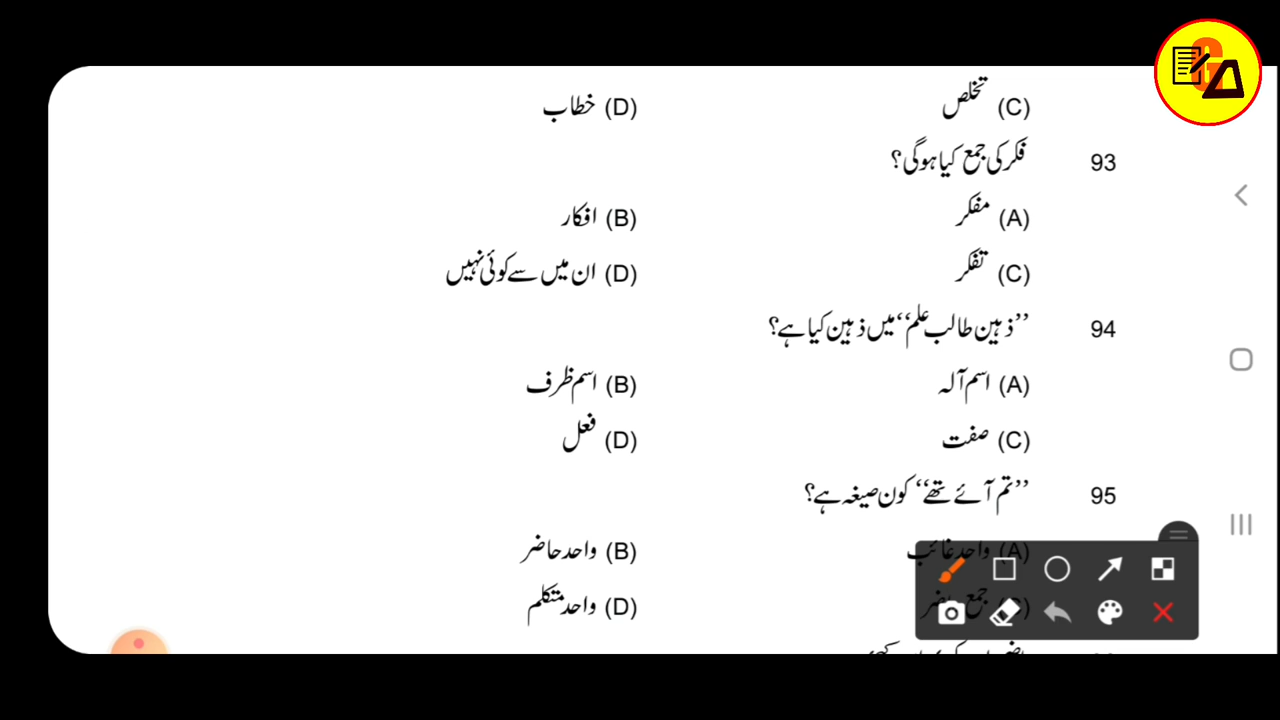 (C) تخلص (D) خطاب
93 فکر کی جمع کیا ہوگی؟
(A) مفکر (B) افکار
(C) تفکر (D) ان میں سے کوئی نہیں
94 ’’ذہین طالب علم‘‘ میں ذہین کیا ہے؟
(A) اسم آلہ (B) اسم ظرف
(C) صفت (D) فعل
95 ’’تم آئے تھے‘‘ کون صیغہ ہے؟
(A) واحد غائب (B) واحد حاضر
(C) جمع حاضر (D) واحد متکلم